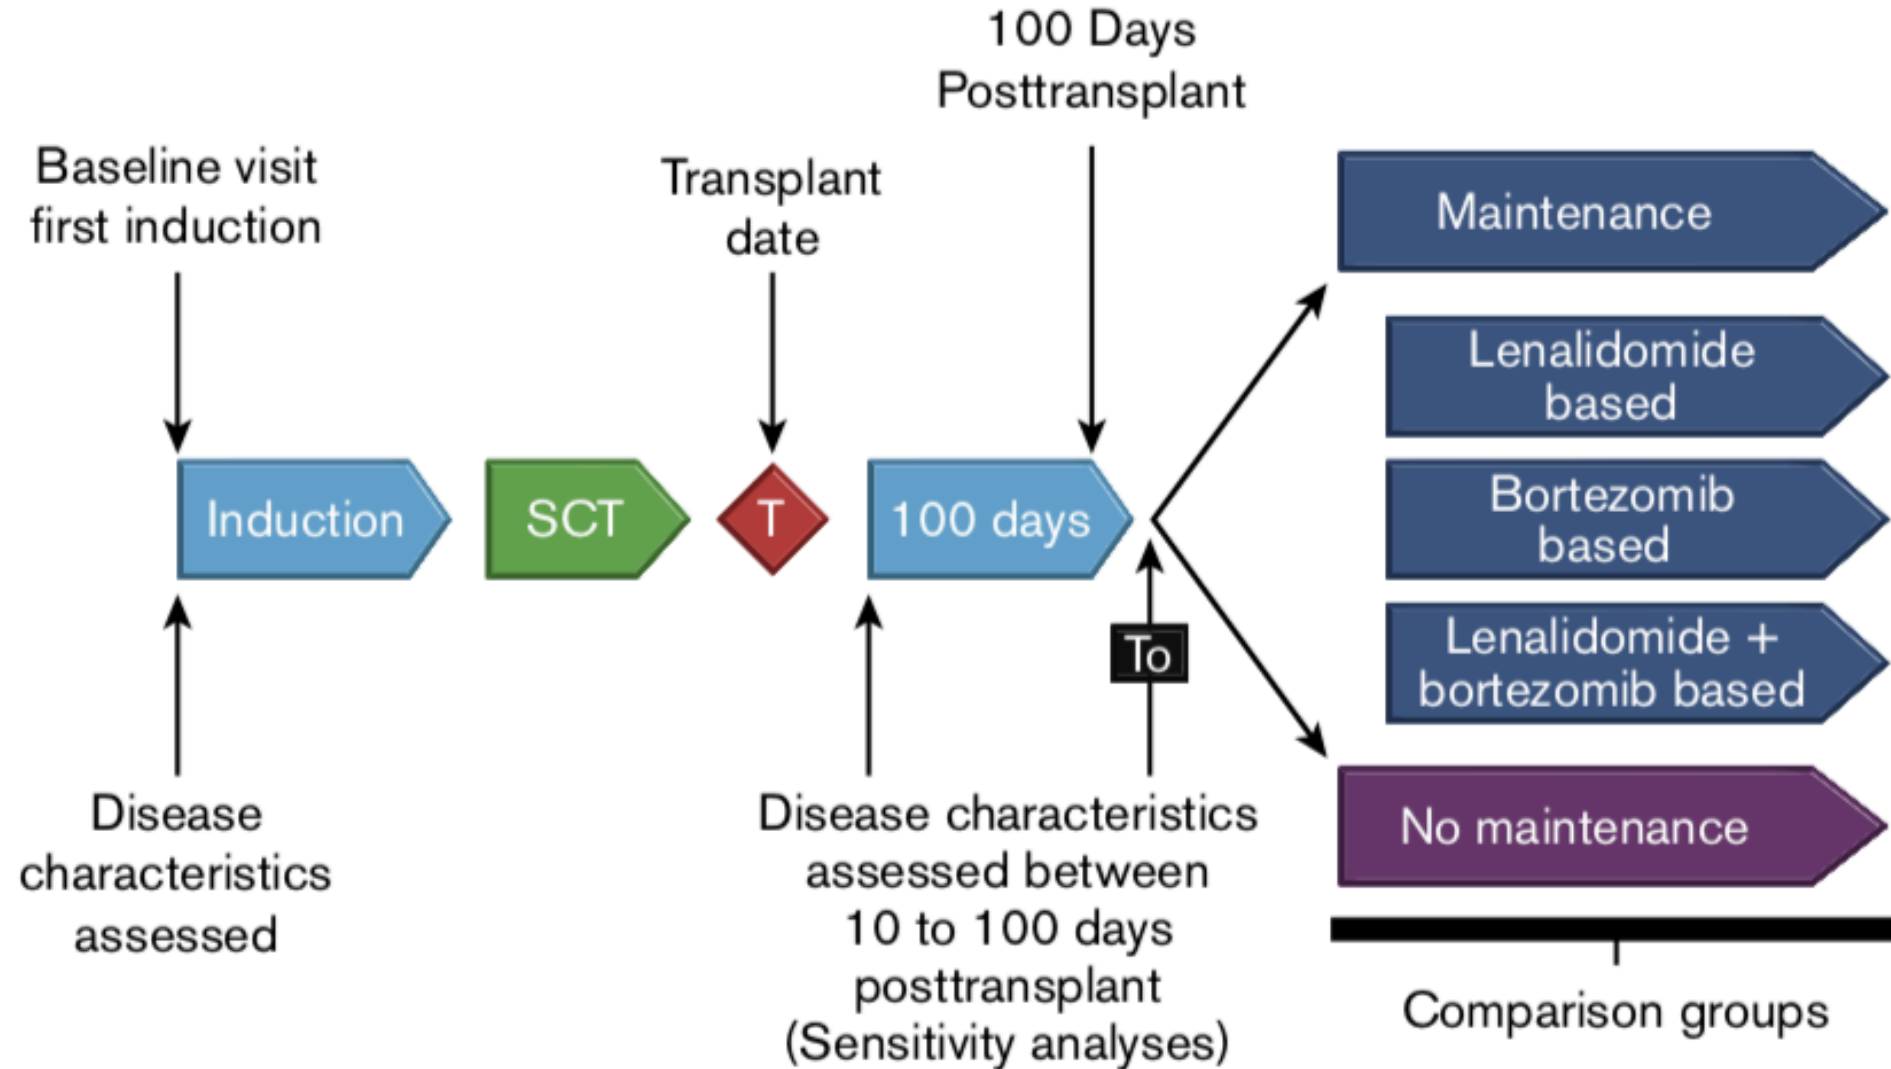 100 Days
Posttransplant
Baseline visit
first induction
Transplant
date
Maintenance
Lenalidomide
based
Bortezomib
based
Lenalidomide +
bortezomib based
No maintenance
Induction
SCT
T
100 days
To
Disease
characteristics
assessed
Disease characteristics
assessed between
10 to 100 days
posttransplant
(Sensitivity analyses)
Comparison groups